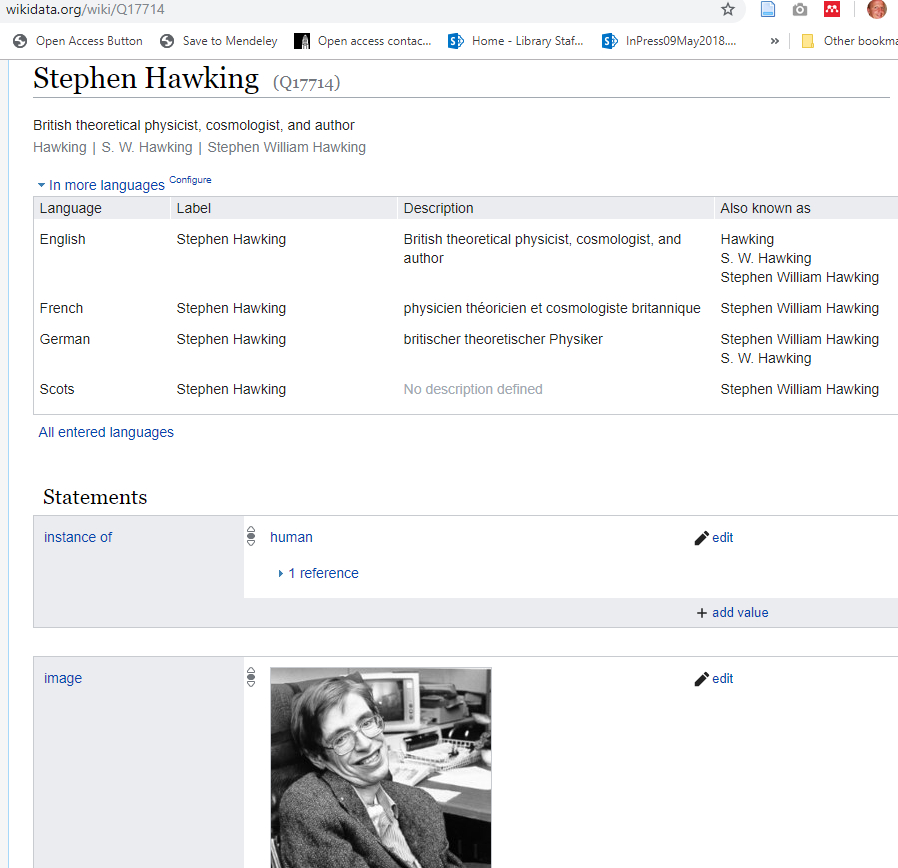 wikidata.org/wiki/Q17714
Open Access Button Save to Mendeley Open access contac... Home - Library Staf... InPress09May2018.... » Other bookma
Stephen Hawking (Q17714)
British theoretical physicist, cosmologist, and author
Hawking | S. W. Hawking | Stephen William Hawking
In more languages Configure
Language Label Description Also known as
English Stephen Hawking British theoretical physicist, cosmologist, and Hawking
author S. W. Hawking
Stephen William Hawking
French Stephen Hawking physicien théoricien et cosmologiste britannique Stephen William Hawking
German Stephen Hawking britischer theoretischer Physiker Stephen William Hawking
S. W. Hawking
Scots Stephen Hawking No description defined Stephen William Hawking
All entered languages
Statements
instance of human edit
1 reference
+ add value
image edit